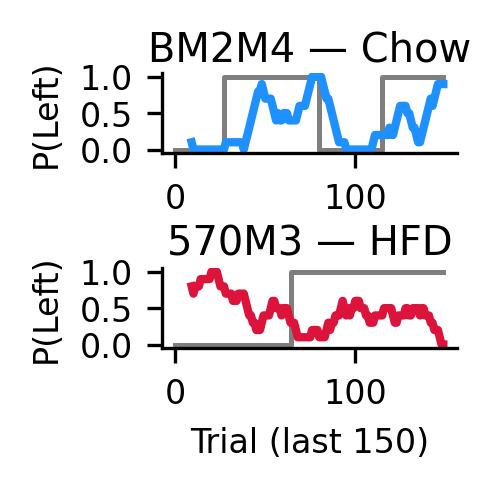 BM2M4 — Chow
P(Left)
1.0
0.5
0.0
0 100
570M3 — HFD
P(Left)
1.0
0.5
0.0
0 100
Trial (last 150)